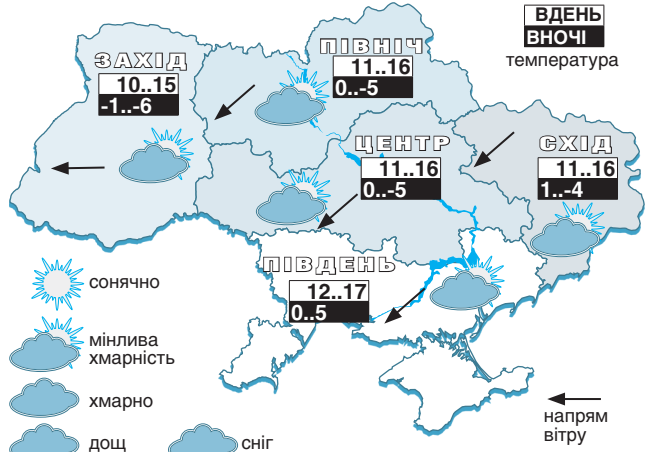 ВДЕНЬ
ВНОЧІ
температура
ЗАХІД
10..15
-1..-6
ПІВНІЧ
11..16
0..-5
ЦЕНТР
11..16
0..-5
СХІД
11..16
1..-4
ПІВДЕНЬ
12..17
0..5
сонячно
мінлива
хмарність
хмарно
дощ
сніг
напрям
вітру